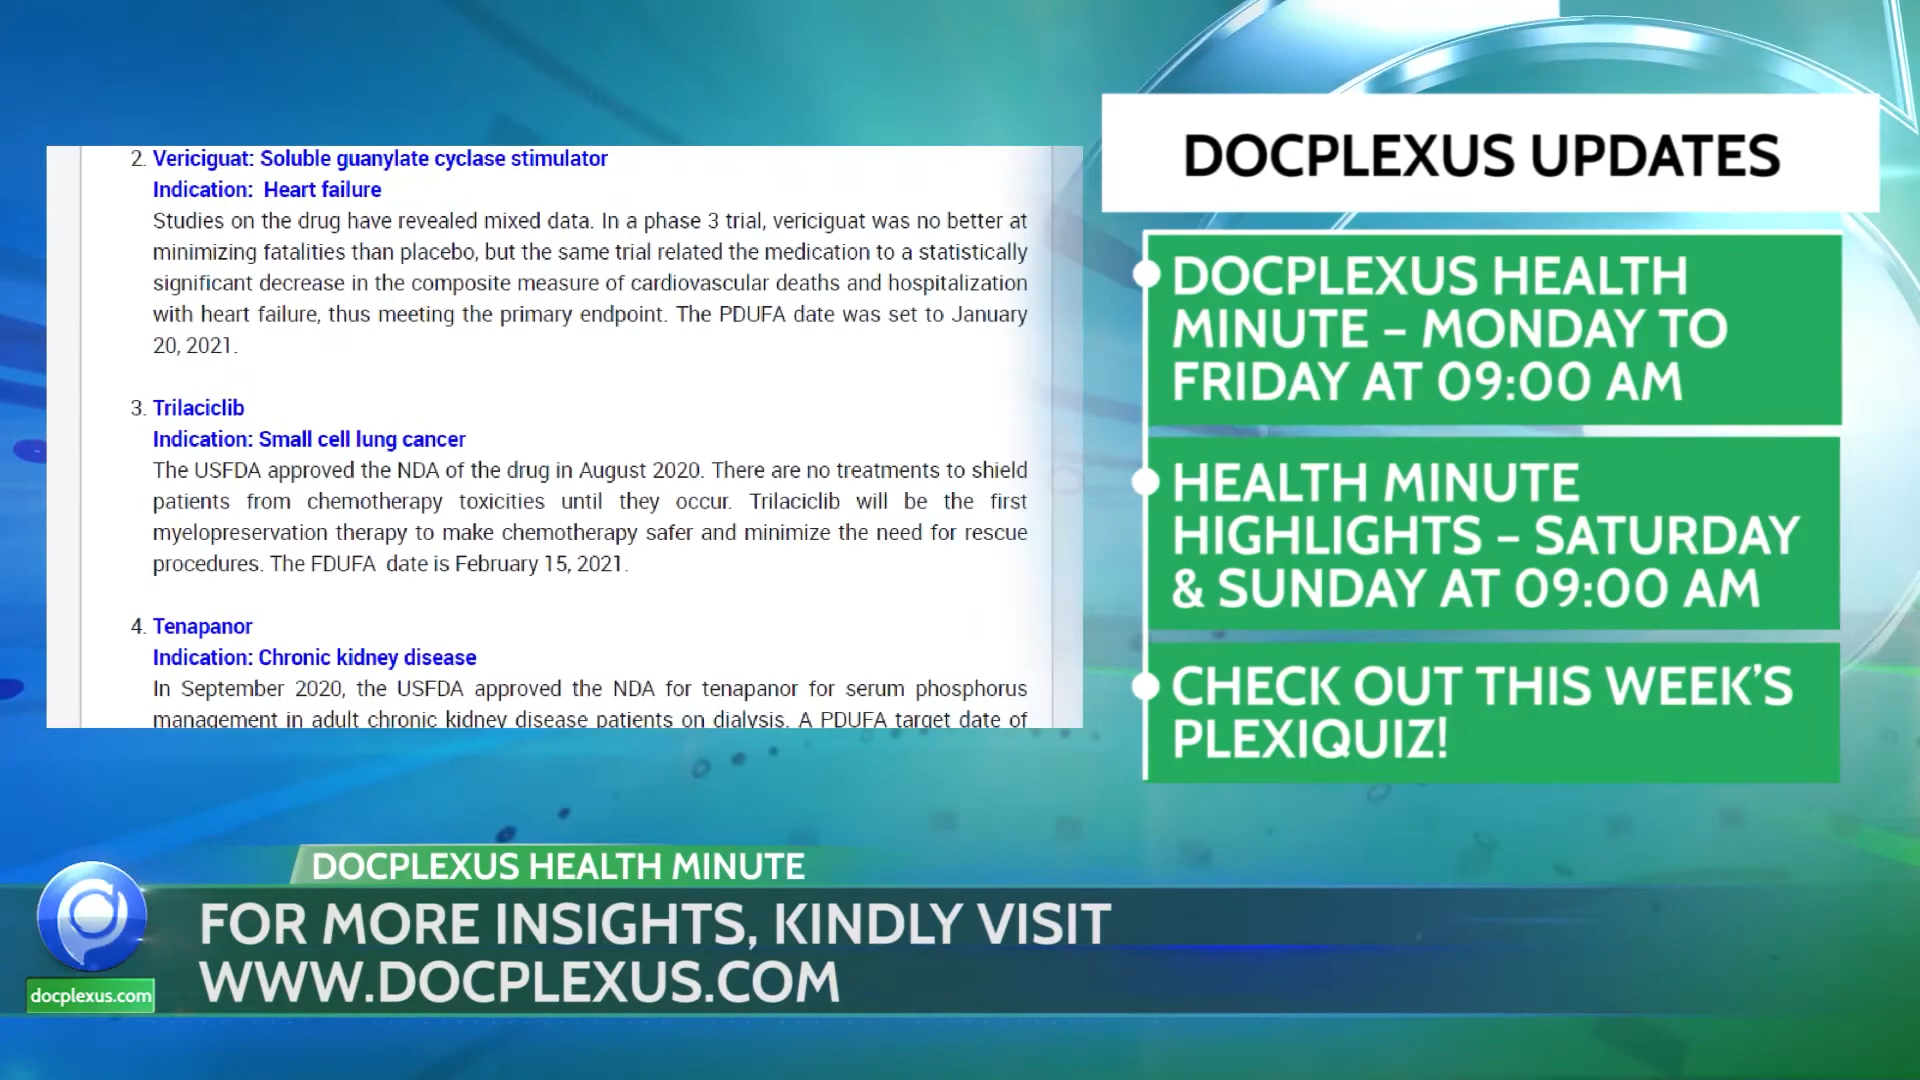 2. Vericiguat: Soluble guanylate cyclase stimulator
Indication: Heart failure
Studies on the drug have revealed mixed data. In a phase 3 trial, vericiguat was no better at
minimizing fatalities than placebo, but the same trial related the medication to a statistically
significant decrease in the composite measure of cardiovascular deaths and hospitalization
with heart failure, thus meeting the primary endpoint. The PDUFA date was set to January
20, 2021.
3. Trilaciclib
Indication: Small cell lung cancer
The USFDA approved the NDA of the drug in August 2020. There are no treatments to shield
patients from chemotherapy toxicities until they occur. Trilaciclib will be the first
myelopreservation therapy to make chemotherapy safer and minimize the need for rescue
procedures. The FDUFA date is February 15, 2021.
4. Tenapanor
Indication: Chronic kidney disease
In September 2020, the USFDA approved the NDA for tenapanor for serum phosphorus
management in adult chronic kidney disease patients on dialysis. A PDUFA target date of
DOCPLEXUS UPDATES
DOCPLEXUS HEALTH
MINUTE – MONDAY TO
FRIDAY AT 09:00 AM
HEALTH MINUTE
HIGHLIGHTS – SATURDAY
& SUNDAY AT 09:00 AM
CHECK OUT THIS WEEK'S
PLEXIQUIZ!
DOCPLEXUS HEALTH MINUTE
FOR MORE INSIGHTS, KINDLY VISIT
WWW.DOCPLEXUS.COM
docplexus.com